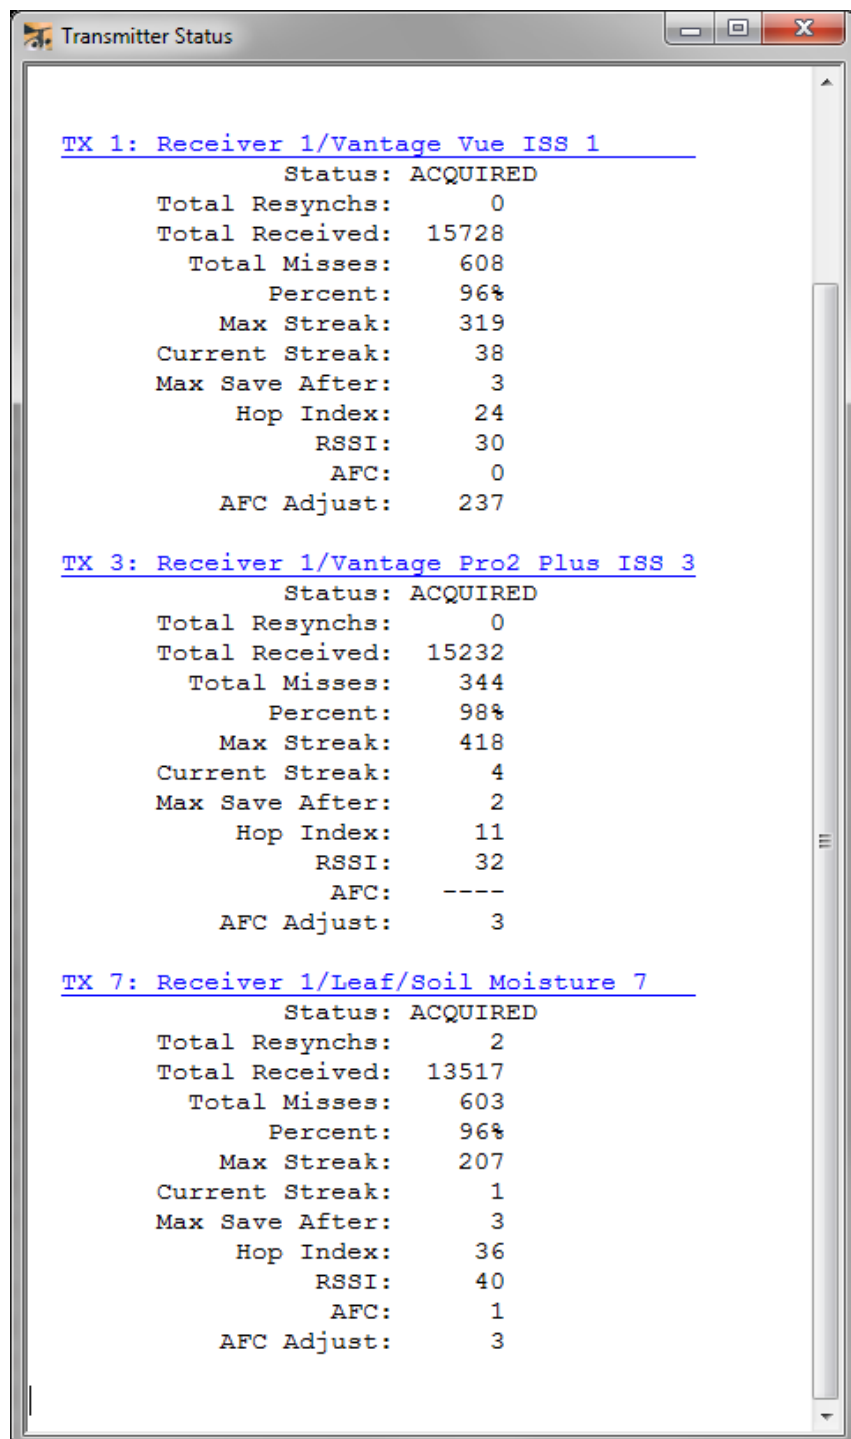 Transmitter Status
TX 1: Receiver 1/Vantage Vue ISS 1
Status: ACQUIRED
Total Resynchs: 0
Total Received: 15728
Total Misses: 608
Percent: 96%
Max Streak: 319
Current Streak: 38
Max Save After: 3
Hop Index: 24
RSSI: 30
AFC: 0
AFC Adjust: 237
TX 3: Receiver 1/Vantage Pro2 Plus ISS 3
Status: ACQUIRED
Total Resynchs: 0
Total Received: 15232
Total Misses: 344
Percent: 98%
Max Streak: 418
Current Streak: 4
Max Save After: 2
Hop Index: 11
RSSI: 32
AFC: ----
AFC Adjust: 3
TX 7: Receiver 1/Leaf/Soil Moisture 7
Status: ACQUIRED
Total Resynchs: 2
Total Received: 13517
Total Misses: 603
Percent: 96%
Max Streak: 207
Current Streak: 1
Max Save After: 3
Hop Index: 36
RSSI: 40
AFC: 1
AFC Adjust: 3